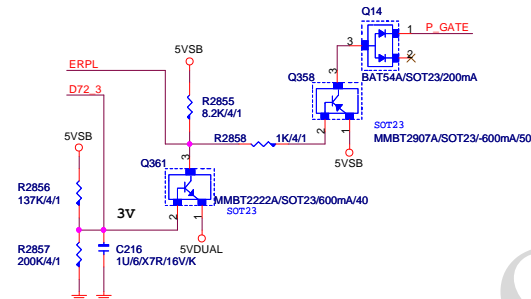 Q14
P_GATE
1
3
2
BAT54A/SOT23/200mA
5VSB
ERPL
D72_3
Q358
3
R2855
8.2K/4/1
R2858
1K/4/1
2
1
SOT23
MMBT2907A/SOT23/-600mA/50
5VSB
5VSB
Q361
3
R2856
137K/4/1
MMBT2222A/SOT23/600mA/40
SOT23
3V
2
1
R2857
200K/4/1
C216
1U/6/X7R/16V/K
5VDUAL